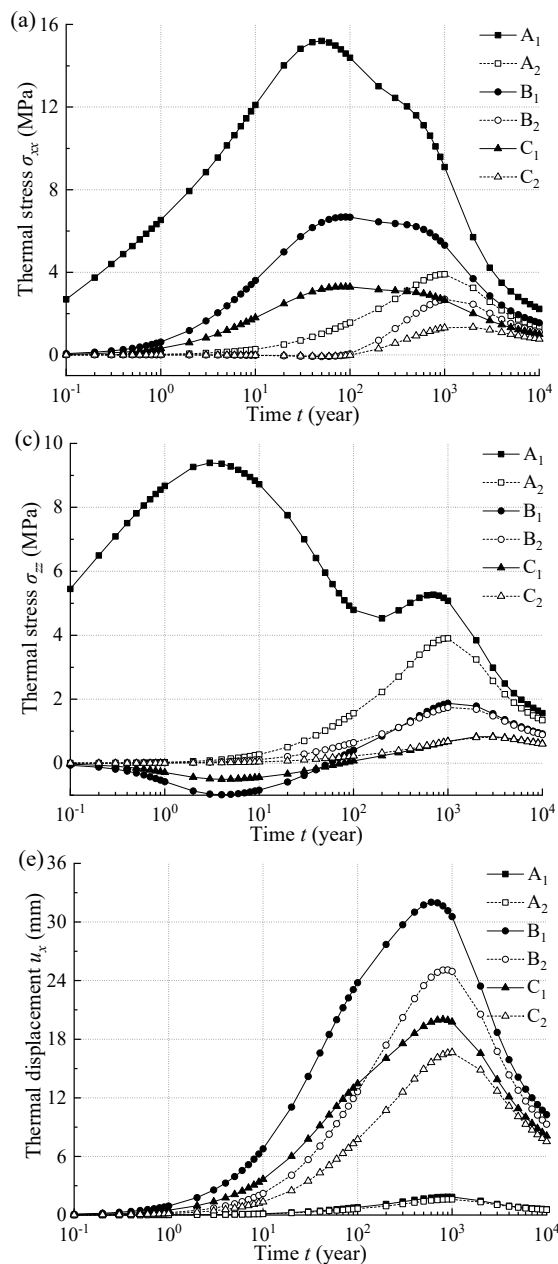 (a)
16
12
8
4
0
Thermal stress σxx (MPa)
A1
A2
B1
B2
C1
C2
10-1 100 101 102 103 104
Time t (year)
(c)
10
8
6
4
2
0
Thermal stress σzz (MPa)
A1
A2
B1
B2
C1
C2
10-1 100 101 102 103 104
Time t (year)
(e)
36
30
24
18
12
6
0
Thermal displacement ux (mm)
A1
A2
B1
B2
C1
C2
10-1 100 101 102 103 104
Time t (year)